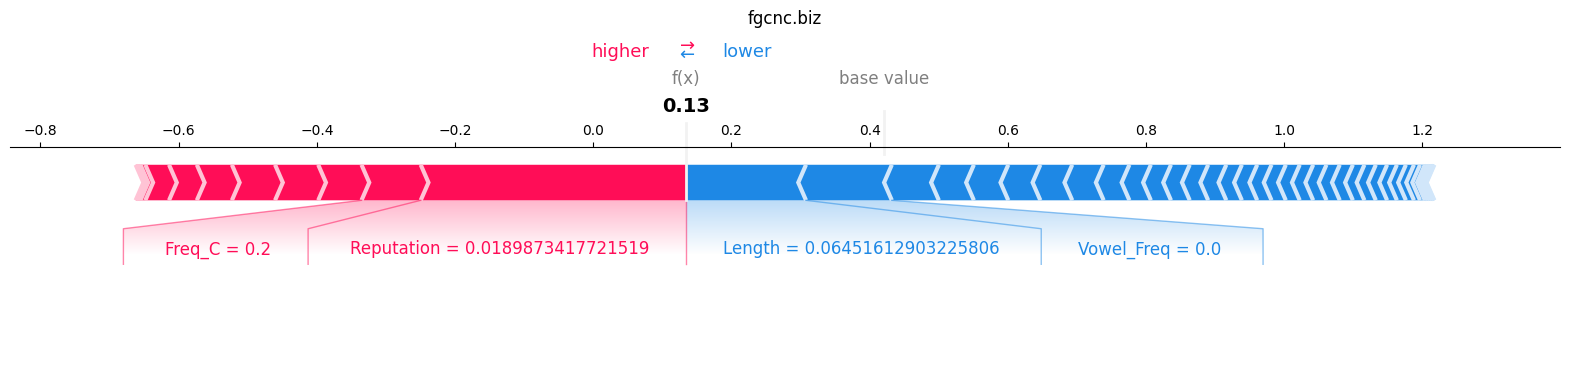 fgcnc.biz
higher ⇄ lower
f(x) base value
0.13
−0.8 −0.6 −0.4 −0.2 0.0 0.2 0.4 0.6 0.8 1.0 1.2
Freq_C = 0.2 Reputation = 0.0189873417721519 Length = 0.06451612903225806 Vowel_Freq = 0.0